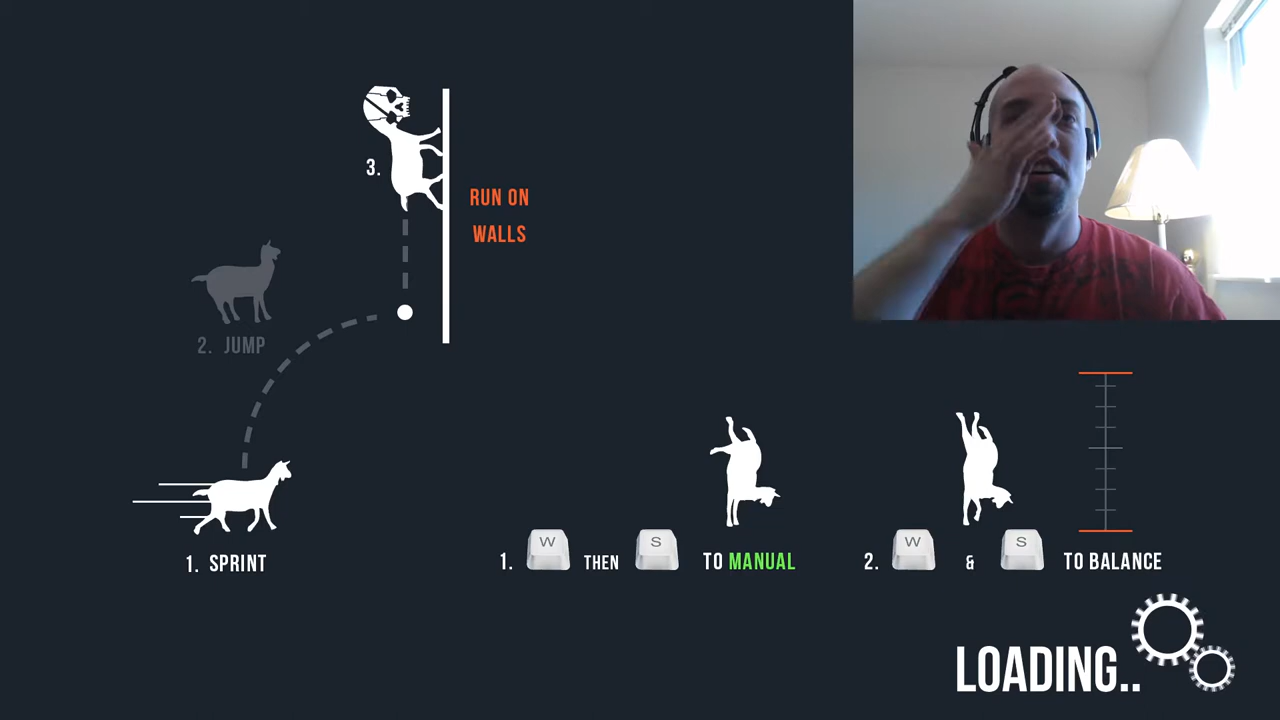 3.
RUN ON
WALLS
2. JUMP
1. SPRINT
1. W THEN S TO MANUAL
2. W & S TO BALANCE
LOADING..